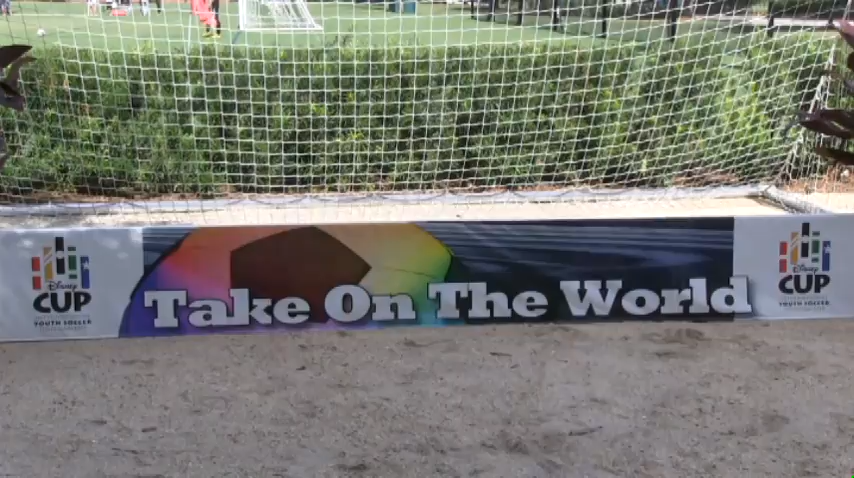 Disney
CUP
YOUTH SOCCER
Take On The World
Disney
CUP
YOUTH SOCCER